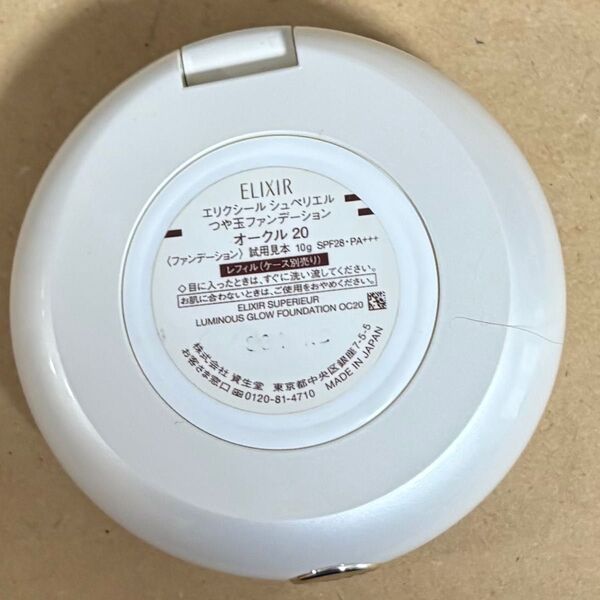 ELIXIR
エリクシール シュペリエル
つや玉ファンデーション
オークル 20
〈ファンデーション〉 試用見本 10g SPF28・PA+++
レフィル(ケース別売り)
◇目に入ったときは、すぐに洗い流してください。
お肌に合わないときは、ご使用をおやめください。
ELIXIR SUPERIEUR
LUMINOUS GLOW FOUNDATION OC20
株式会社 資生堂 東京都中央区銀座7-5-5
お客さま窓口 0120-81-4710 MADE IN JAPAN